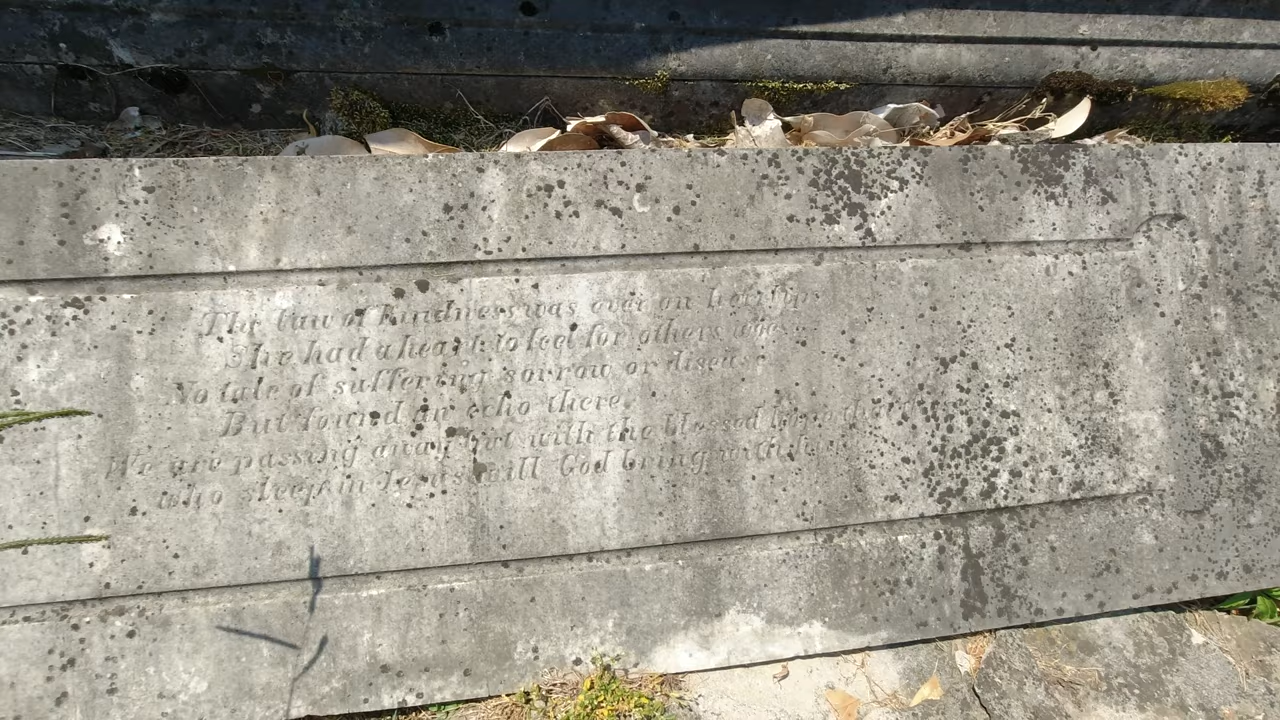 The law of kindness was ever on her lips
She had a heart to feel for others woes
No tale of suffering sorrow or disease
But found an echo there.
We are passing away but with the blessed hope that
who sleep in Jesus will God bring with